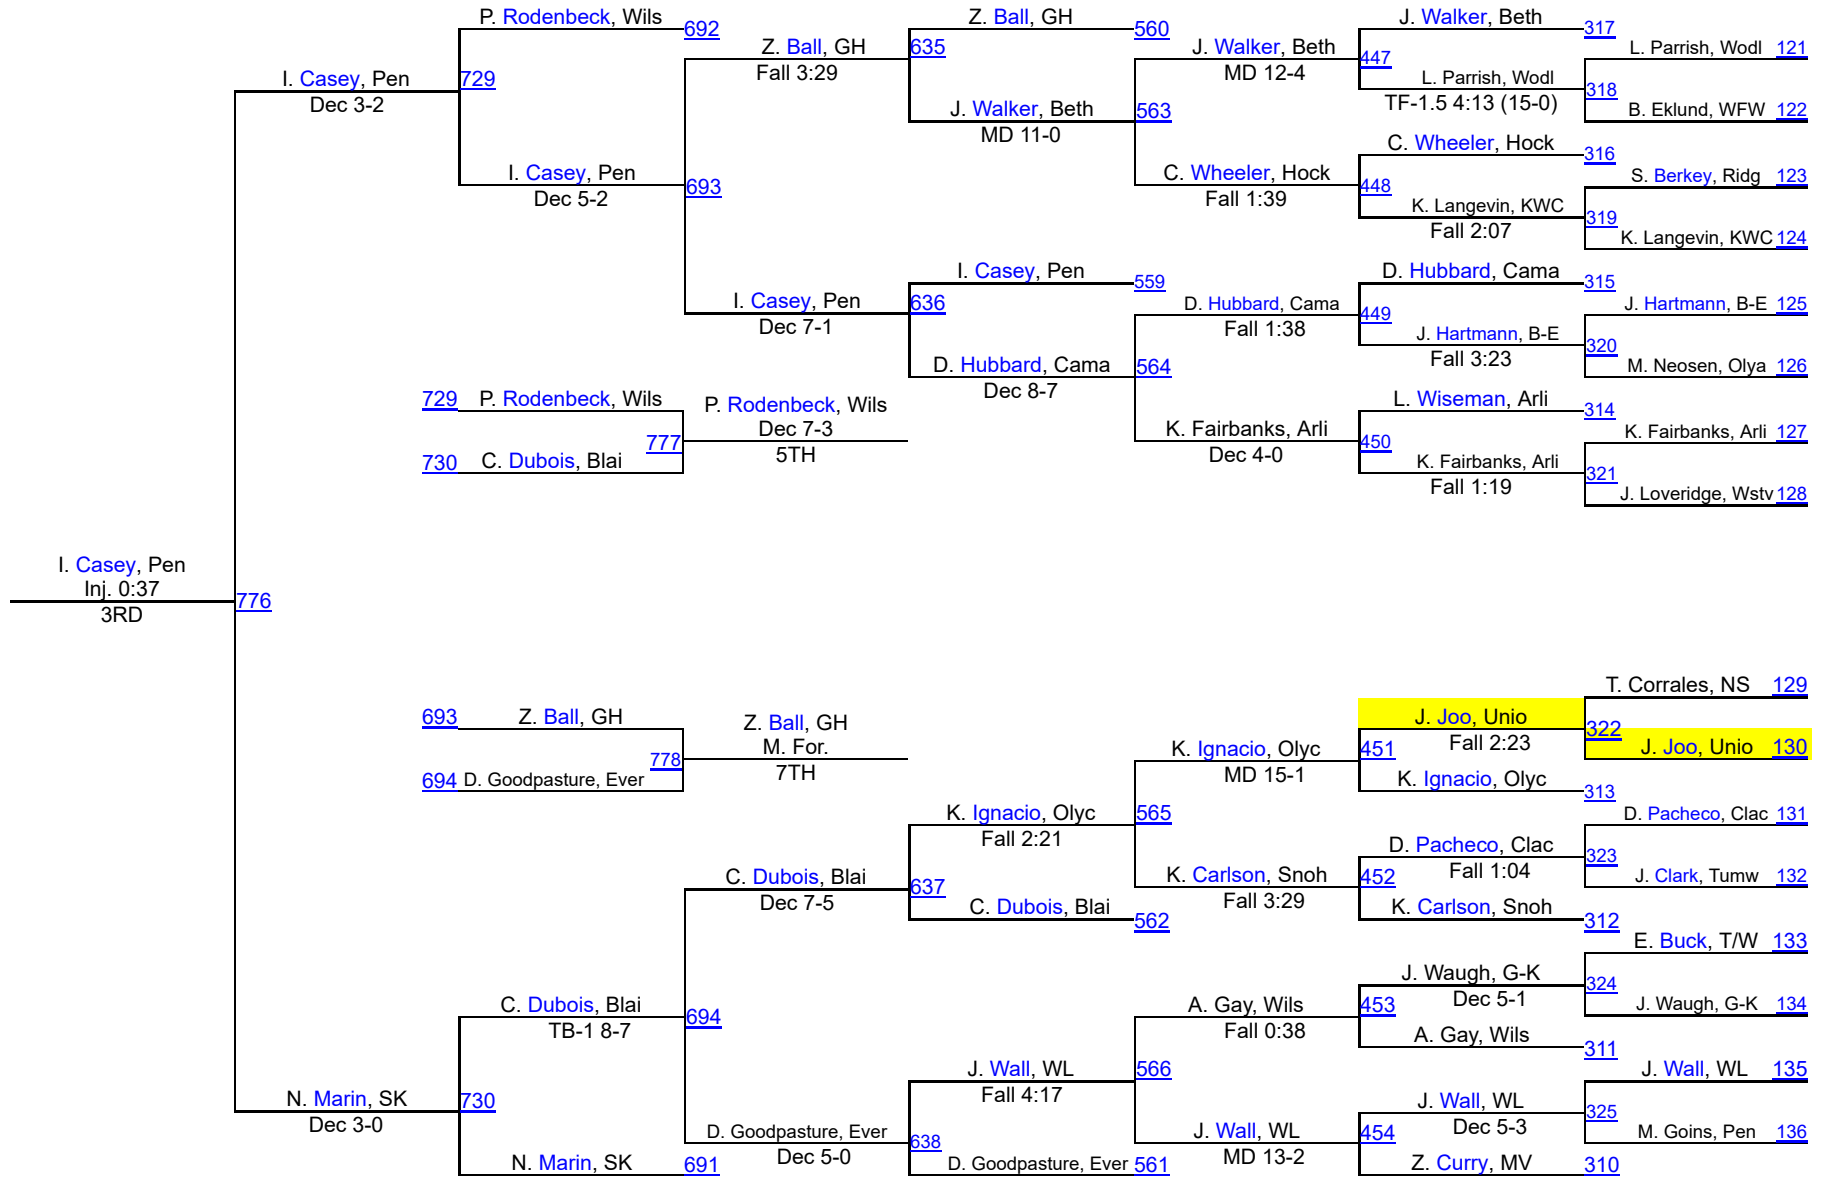 P. Rodenbeck, Wils
692
Z. Ball, GH
560
J. Walker, Beth
317
L. Parrish, Wodl 121
I. Casey, Pen
Dec 3-2
729
Z. Ball, GH
Fall 3:29
635
J. Walker, Beth
MD 12-4
447
L. Parrish, Wodl
TF-1.5 4:13 (15-0)
318
B. Eklund, WFW 122
J. Walker, Beth
MD 11-0
563
C. Wheeler, Hock
316
I. Casey, Pen
Dec 5-2
693
C. Wheeler, Hock
Fall 1:39
448
S. Berkey, Ridg 123
K. Langevin, KWC
Fall 2:07
319
K. Langevin, KWC 124
I. Casey, Pen
559
D. Hubbard, Cama
315
I. Casey, Pen
Dec 7-1
636
D. Hubbard, Cama
Fall 1:38
449
J. Hartmann, B-E 125
J. Hartmann, B-E
Fall 3:23
320
M. Neosen, Olya 126
D. Hubbard, Cama
Dec 8-7
564
729 P. Rodenbeck, Wils
P. Rodenbeck, Wils
Dec 7-3
5TH
777
730 C. Dubois, Blai
L. Wiseman, Arli
314
K. Fairbanks, Arli
Dec 4-0
450
K. Fairbanks, Arli 127
K. Fairbanks, Arli
Fall 1:19
321
J. Loveridge, Wstv 128
I. Casey, Pen
Inj. 0:37
3RD
776
T. Corrales, NS 129
693 Z. Ball, GH
Z. Ball, GH
M. For.
7TH
778
694 D. Goodpasture, Ever
J. Joo, Unio
Fall 2:23
322
J. Joo, Unio 130
K. Ignacio, Olyc
MD 15-1
451
K. Ignacio, Olyc
313
K. Ignacio, Olyc
Fall 2:21
565
D. Pacheco, Clac 131
D. Pacheco, Clac
Fall 1:04
323
J. Clark, Tumw 132
C. Dubois, Blai
Dec 7-5
637
K. Carlson, Snoh
Fall 3:29
452
C. Dubois, Blai
562
K. Carlson, Snoh
312
E. Buck, T/W 133
J. Waugh, G-K
Dec 5-1
324
J. Waugh, G-K 134
C. Dubois, Blai
TB-1 8-7
694
A. Gay, Wils
Fall 0:38
453
A. Gay, Wils
311
J. Wall, WL
Fall 4:17
566
J. Wall, WL 135
N. Marin, SK
Dec 3-0
730
J. Wall, WL
Dec 5-3
325
M. Goins, Pen 136
D. Goodpasture, Ever
Dec 5-0
638
J. Wall, WL
MD 13-2
454
N. Marin, SK
691
D. Goodpasture, Ever 561
Z. Curry, MV
310